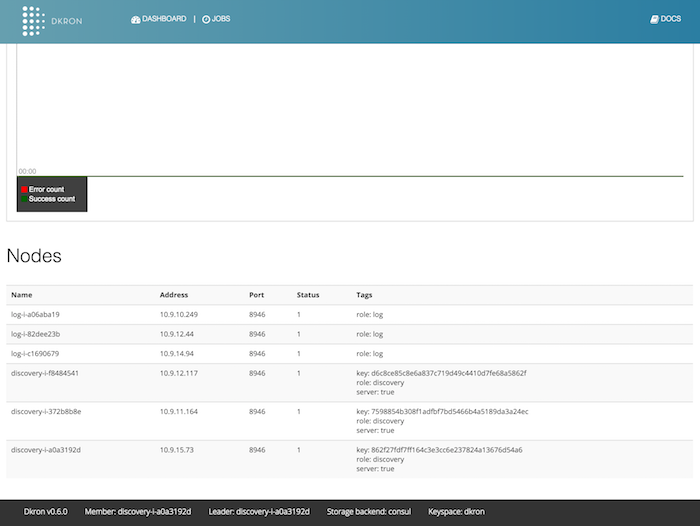 DKRON DASHBOARD | JOBS DOCS
00:00
Error count
Success count
Nodes
Name Address Port Status Tags
log-i-a06aba19 10.9.10.249 8946 1 role: log
log-i-82dee23b 10.9.12.44 8946 1 role: log
log-i-c1690679 10.9.14.94 8946 1 role: log
discovery-i-f8484541 10.9.12.117 8946 1 key: d6c8ce85c8e6a837c719d49c4410d7fe68a5862f
role: discovery
server: true
discovery-i-372b8b8e 10.9.11.164 8946 1 key: 7598854b308f1adfbf7bd5466b4a5189da3a24ec
role: discovery
server: true
discovery-i-a0a3192d 10.9.15.73 8946 1 key: 862f27fdf7ff164c3e3cc6e237824a13676d54a6
role: discovery
server: true
Dkron v0.6.0 Member: discovery-i-a0a3192d Leader: discovery-i-a0a3192d Storage backend: consul Keyspace: dkron